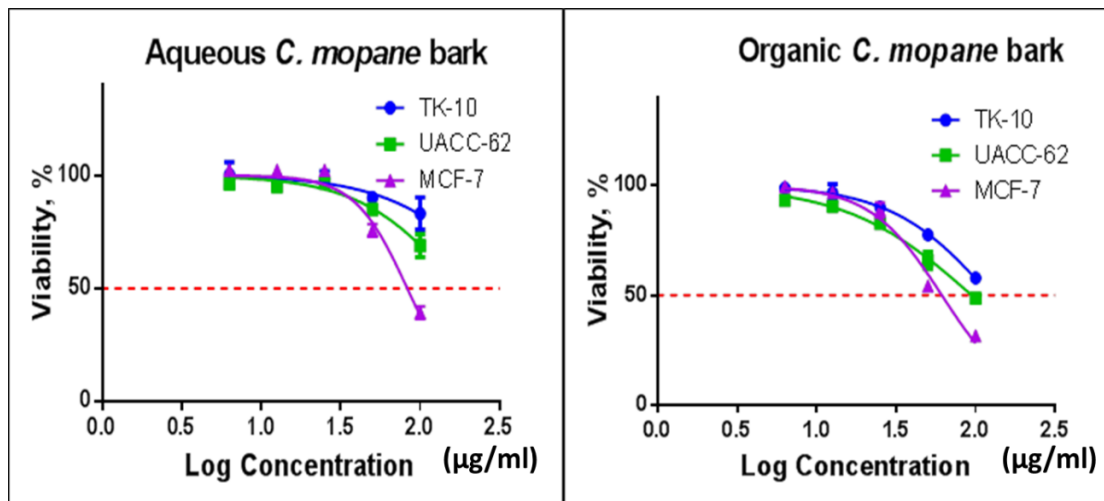 Aqueous C. mopane bark
TK-10
UACC-62
MCF-7
Viability, %
100
50
0
0.0 0.5 1.0 1.5 2.0 2.5
Log Concentration (µg/ml)
Organic C. mopane bark
TK-10
UACC-62
MCF-7
Viability, %
100
50
0
0.0 0.5 1.0 1.5 2.0 2.5
Log Concentration (µg/ml)